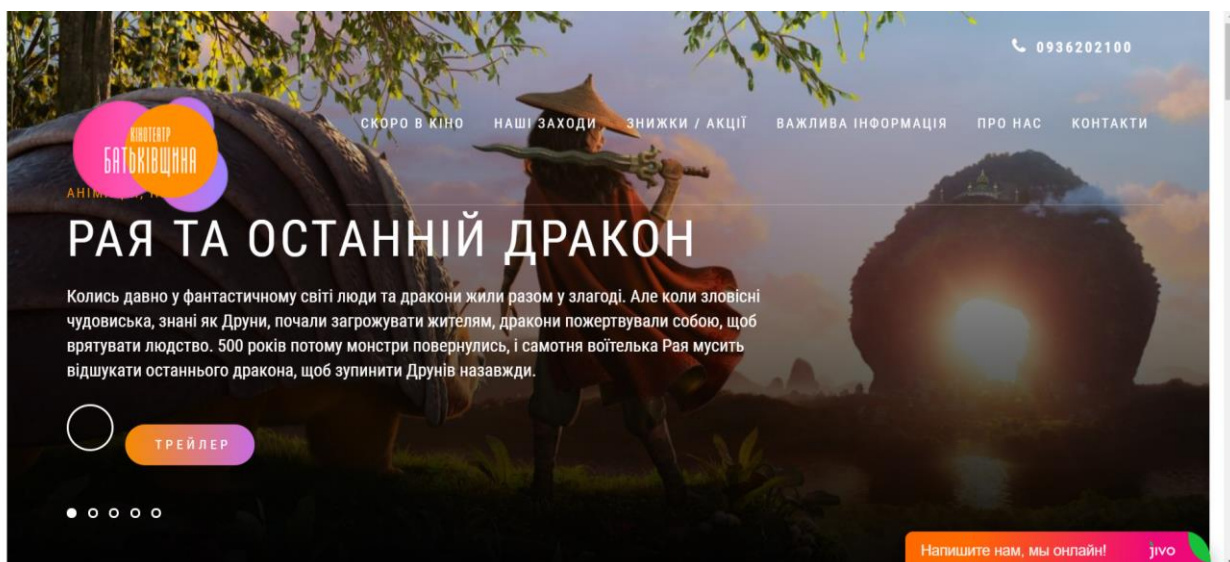 0936202100
КІНОТЕАТР
БАТЬКІВЩИНА
СКОРО В КІНО НАШІ ЗАХОДИ ЗНИЖКИ / АКЦІЇ ВАЖЛИВА ІНФОРМАЦІЯ ПРО НАС КОНТАКТИ
РАЯ ТА ОСТАННІЙ ДРАКОН
Колись давно у фантастичному світі люди та дракони жили разом у злагоді. Але коли зловісні
чудовиська, знані як Друни, почали загрожувати жителям, дракони пожертвували собою, щоб
врятувати людство. 500 років потому монстри повернулись, і самотня воїтелька Рая мусить
відшукати останнього дракона, щоб зупинити Друнів назавжди.
ТРЕЙЛЕР
Напишите нам, мы онлайн! jivo